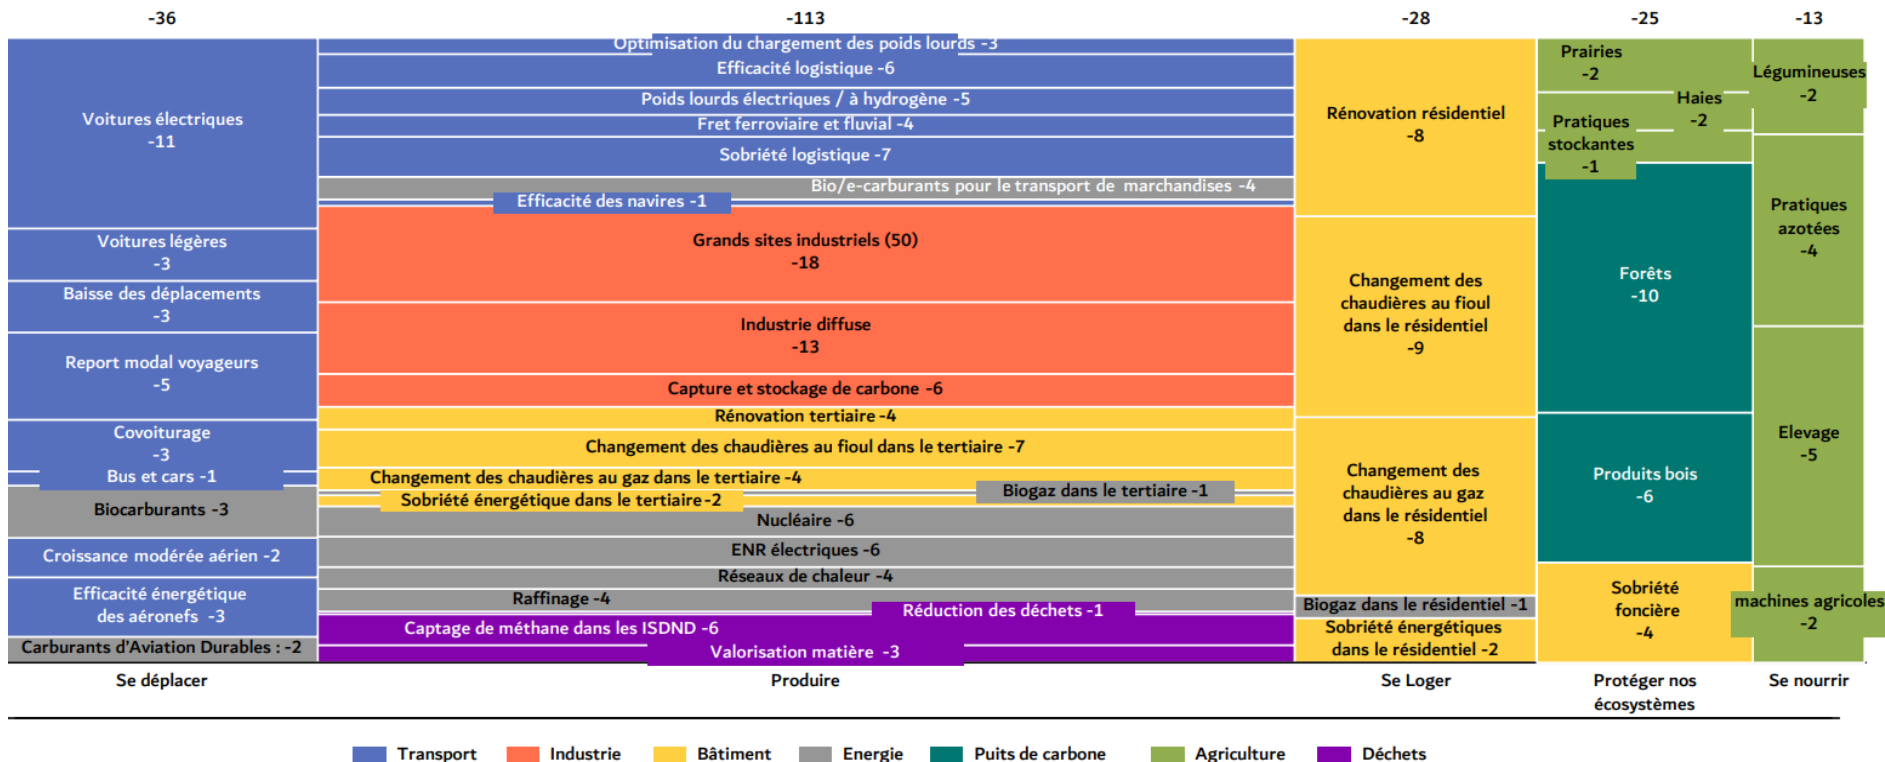 -36
-113
-28
-25
-13
Voitures électriques
-11
Voitures légères
-3
Baisse des déplacements
-3
Report modal voyageurs
-5
Covoiturage
-3
Bus et cars -1
Biocarburants -3
Croissance modérée aérien -2
Efficacité énergétique
des aéronefs -3
Carburants d'Aviation Durables : -2
Optimisation du chargement des poids lourds -3
Efficacité logistique -6
Poids lourds électriques / à hydrogène -5
Fret ferroviaire et fluvial -4
Sobriété logistique -7
Bio/e-carburants pour le transport de marchandises -4
Efficacité des navires -1
Grands sites industriels (50)
-18
Industrie diffuse
-13
Capture et stockage de carbone -6
Rénovation tertiaire -4
Changement des chaudières au fioul dans le tertiaire -7
Changement des chaudières au gaz dans le tertiaire -4
Biogaz dans le tertiaire -1
Sobriété énergétique dans le tertiaire -2
Nucléaire -6
ENR électriques -6
Réseaux de chaleur -4
Raffinage -4
Réduction des déchets -1
Captage de méthane dans les ISDND -6
Valorisation matière -3
Rénovation résidentiel
-8
Changement des
chaudières au fioul
dans le résidentiel
-9
Changement des
chaudières au gaz
dans le résidentiel
-8
Biogaz dans le résidentiel -1
Sobriété énergétiques
dans le résidentiel -2
Prairies
-2
Haies
-2
Pratiques
stockantes
-1
Forêts
-10
Produits bois
-6
Sobriété
foncière
-4
Légumineuses
-2
Pratiques
azotées
-4
Elevage
-5
machines agricoles
-2
Se déplacer
Produire
Se Loger
Protéger nos
écosystèmes
Se nourrir
Transport
Industrie
Bâtiment
Energie
Puits de carbone
Agriculture
Déchets